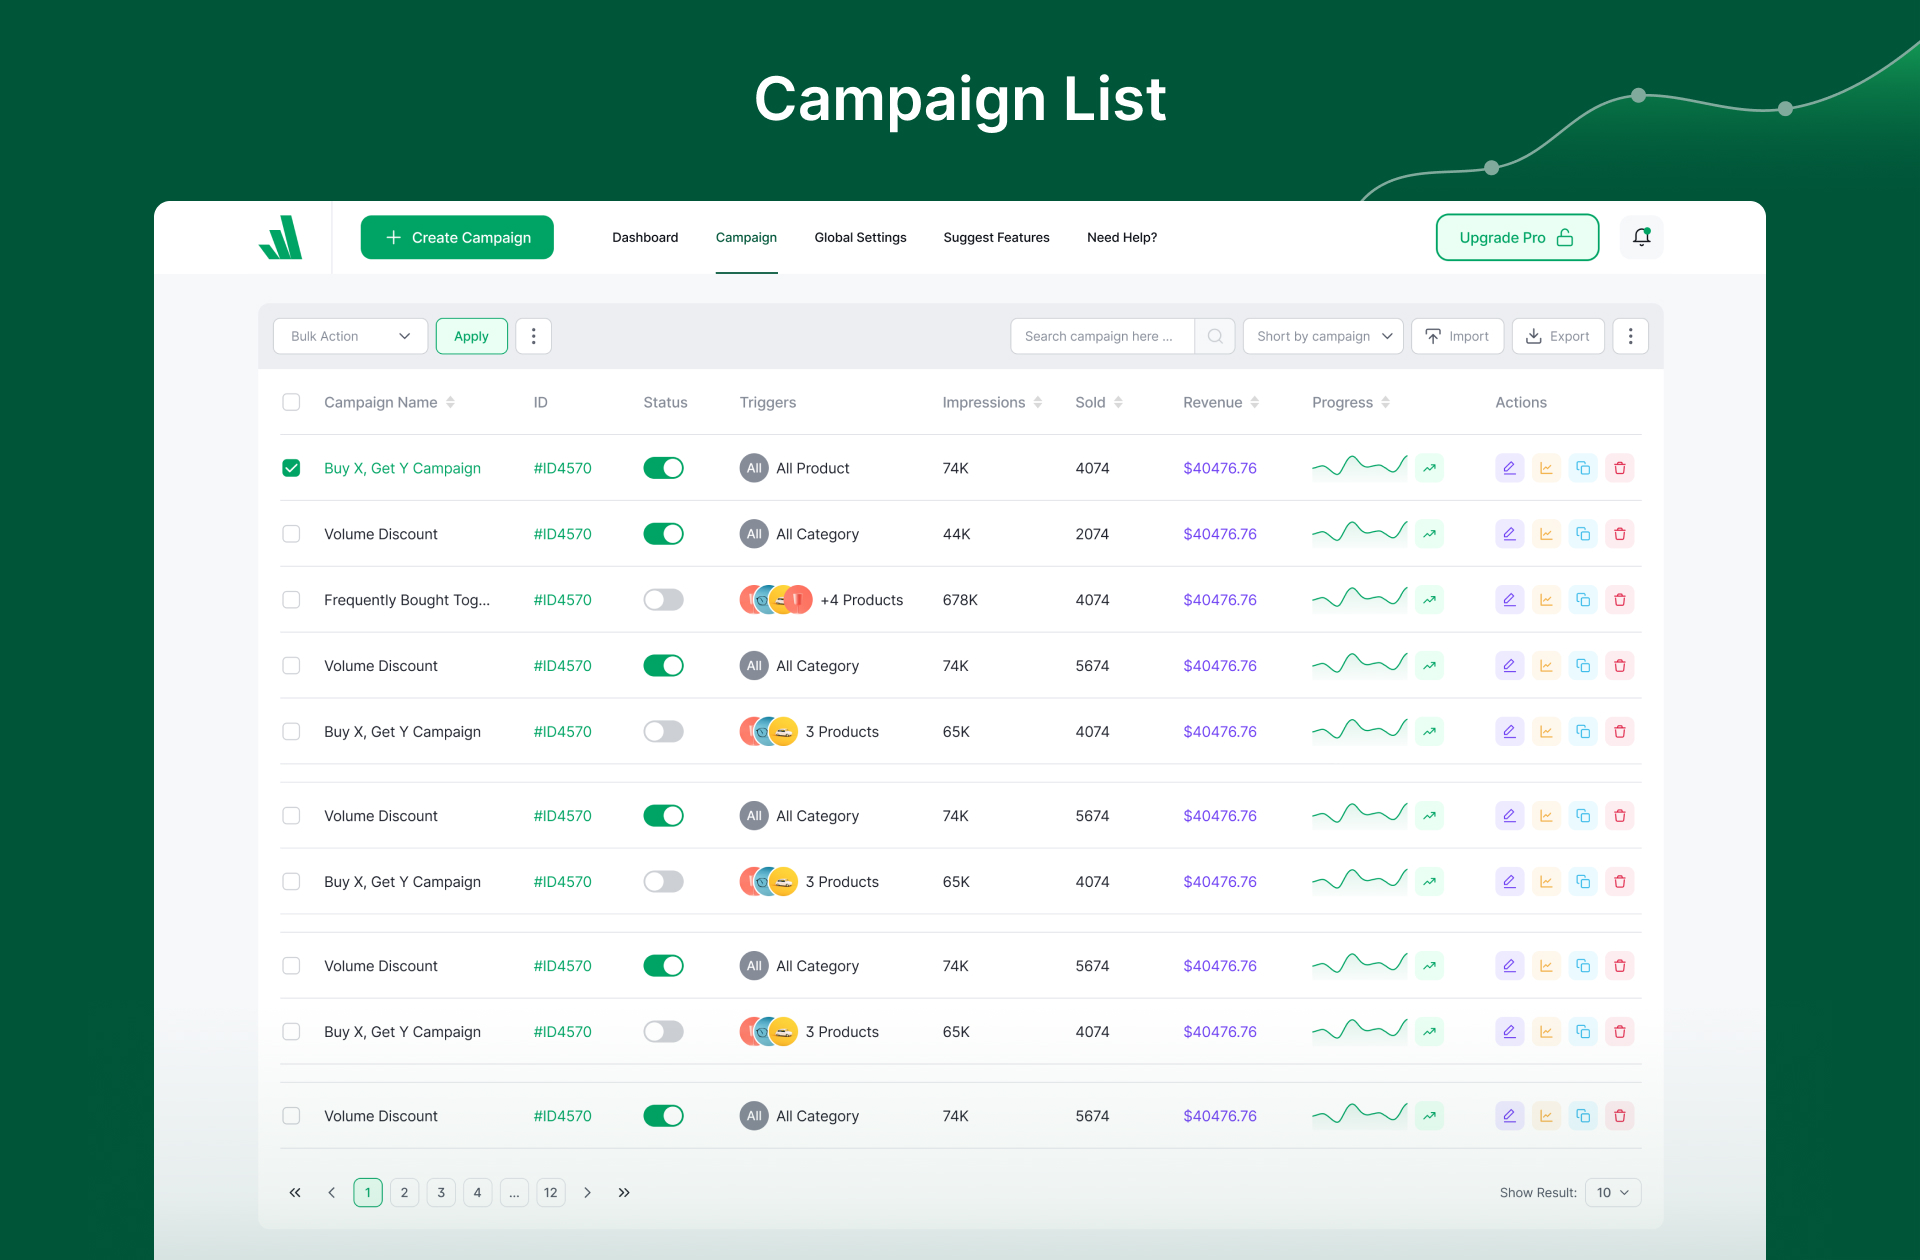 Campaign List
Create Campaign Dashboard Campaign Global Settings Suggest Features Need Help? Upgrade Pro
Bulk Action Apply Search campaign here ... Short by campaign Import Export
Campaign Name ID Status Triggers Impressions Sold Revenue Progress Actions
Buy X, Get Y Campaign #ID4570 All All Product 74K 4074 $40476.76
Volume Discount #ID4570 All All Category 44K 2074 $40476.76
Frequently Bought Tog... #ID4570 +4 Products 678K 4074 $40476.76
Volume Discount #ID4570 All All Category 74K 5674 $40476.76
Buy X, Get Y Campaign #ID4570 3 Products 65K 4074 $40476.76
Volume Discount #ID4570 All All Category 74K 5674 $40476.76
Buy X, Get Y Campaign #ID4570 3 Products 65K 4074 $40476.76
Volume Discount #ID4570 All All Category 74K 5674 $40476.76
Buy X, Get Y Campaign #ID4570 3 Products 65K 4074 $40476.76
Volume Discount #ID4570 All All Category 74K 5674 $40476.76
1 2 3 4 ... 12 Show Result: 10